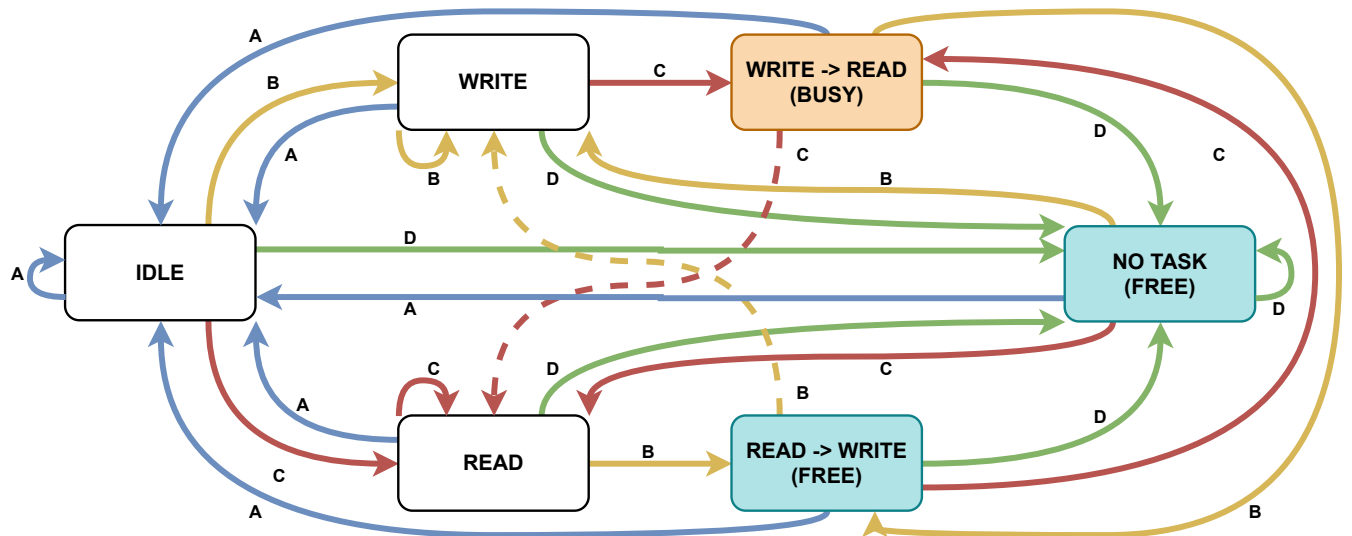 A
WRITE
C
WRITE -> READ
(BUSY)
B
A
B
D
C
D
B
C
D
IDLE
A
NO TASK
(FREE)
A
D
C
D
C
A
B
D
READ
B
READ -> WRITE
(FREE)
C
A
B